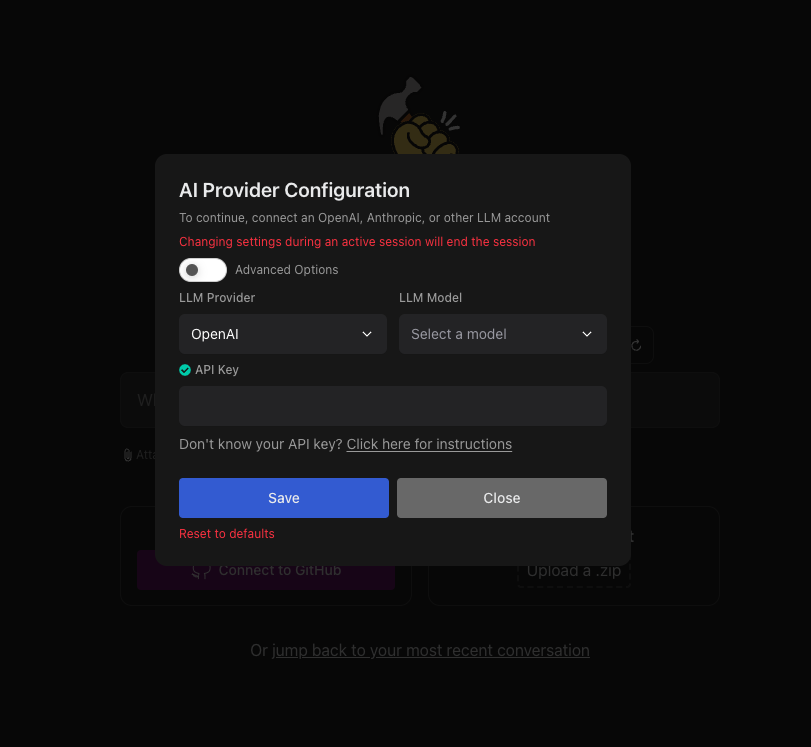 AI Provider Configuration
To continue, connect an OpenAI, Anthropic, or other LLM account
Changing settings during an active session will end the session
Advanced Options
LLM Provider
LLM Model
OpenAI
Select a model
API Key
Don't know your API key? Click here for instructions
Save
Close
Reset to defaults
Connect to GitHub
Upload a .zip
Or jump back to your most recent conversation